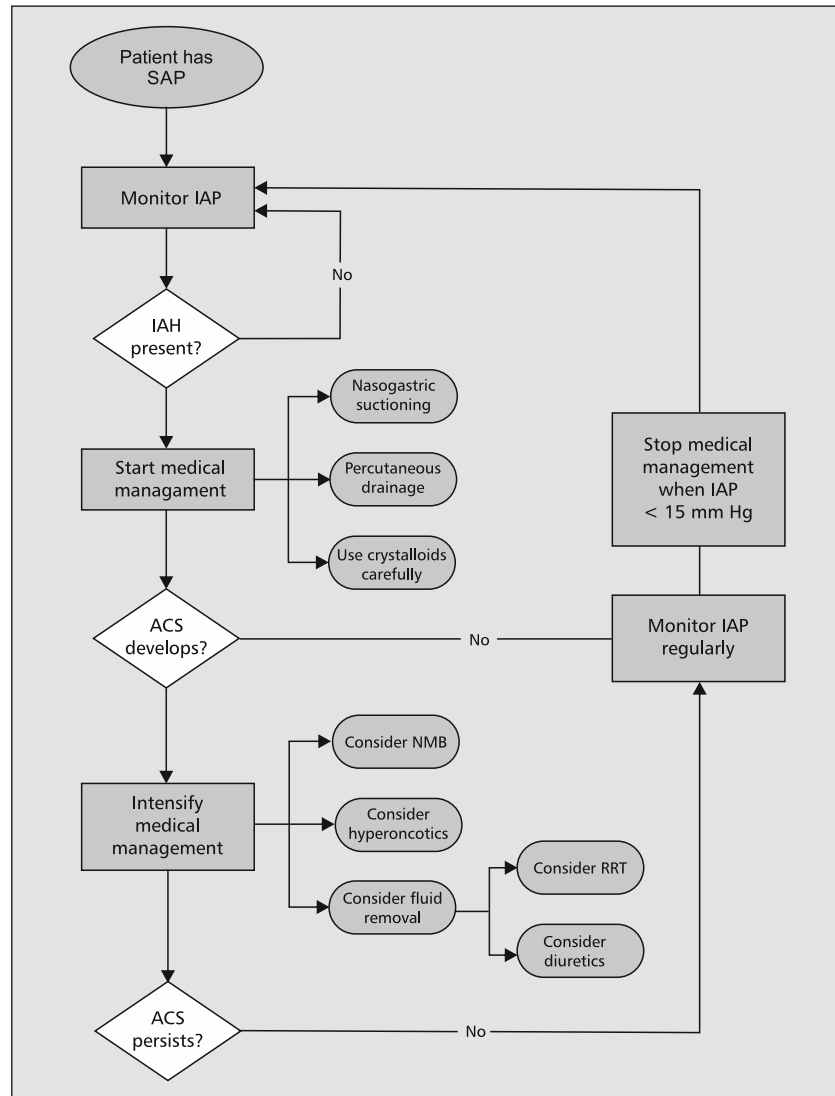 Patient has
SAP
Monitor IAP
No
IAH
present?
Nasogastric
suctioning
Start medical
managament
Percutaneous
drainage
Use crystalloids
carefully
Stop medical
management
when IAP
< 15 mm Hg
ACS
develops?
No
Monitor IAP
regularly
Consider NMB
Intensify
medical
management
Consider
hyperoncotics
Consider fluid
removal
Consider RRT
Consider
diuretics
ACS
persists?
No